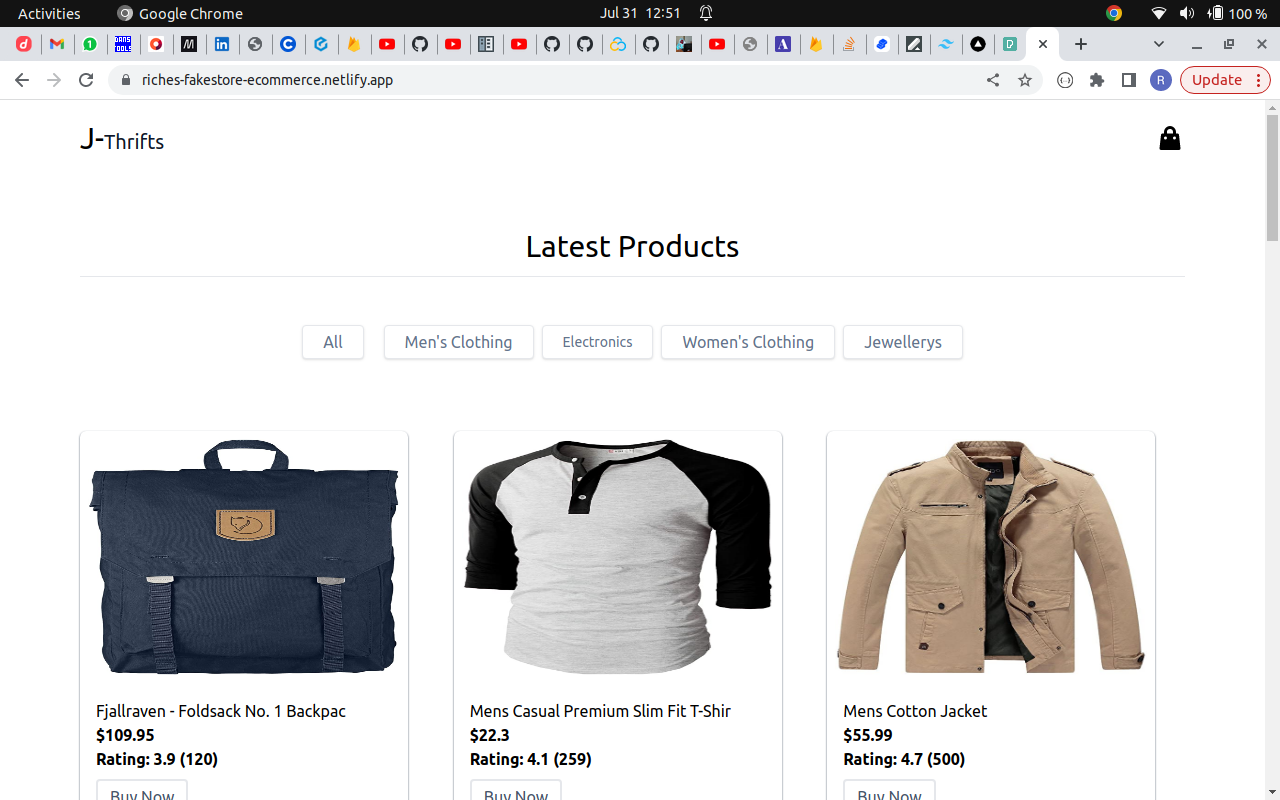 Activities Google Chrome Jul 31 12:51 100 %
riches-fakestore-ecommerce.netlify.app Update
J-Thrifts
Latest Products
All Men's Clothing Electronics Women's Clothing Jewellerys
Fjallraven - Foldsack No. 1 Backpac Mens Casual Premium Slim Fit T-Shir Mens Cotton Jacket
$109.95 $22.3 $55.99
Rating: 3.9 (120) Rating: 4.1 (259) Rating: 4.7 (500)
Buy Now Buy Now Buy Now